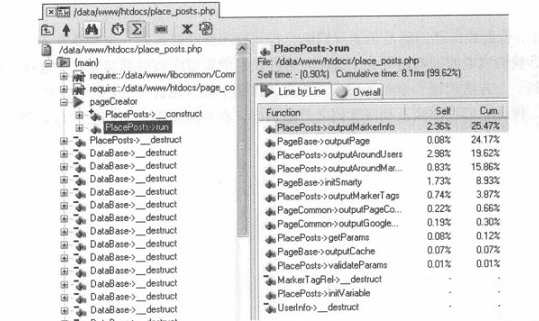 /data/www/htdocs/place_posts.php
/data/www/htdocs/place_posts.php
{main}
require::/data/www/libcommon/Comr
require::/data/www/htdocs/page_co
pageCreator
PlacePosts->__construct
PlacePosts->run
PlacePosts->__destruct
DataBase->__destruct
DataBase->__destruct
DataBase->__destruct
DataBase->__destruct
DataBase->__destruct
DataBase->__destruct
DataBase->__destruct
DataBase->__destruct
DataBase->__destruct
DataBase->__destruct
DataBase->__destruct
DataBase->__destruct
PlacePosts->run
File: /data/www/htdocs/place_posts.php
Self time: - (0.90%) Cumulative time: 8.1ms (99.62%)
Line by Line Overall
Function Self Cum.
PlacePosts->outputMarkerInfo 2.36% 25.47%
PageBase->outputPage 0.08% 24.17%
PlacePosts->outputAroundUsers 2.98% 19.62%
PlacePosts->outputAroundMar... 0.83% 15.86%
PageBase->initSmarty 1.73% 8.93%
PlacePosts->outputMarkerTags 0.74% 3.87%
PageCommon->outputPageCo... 0.22% 0.66%
PageCommon->outputGoogle... 0.19% 0.30%
PlacePosts->getParams 0.08% 0.12%
PageBase->outputCache 0.07% 0.07%
PlacePosts->validateParams 0.01% 0.01%
MarkerTagRel->__destruct - -
PlacePosts->initVariable - -
UserInfo->__destruct - -